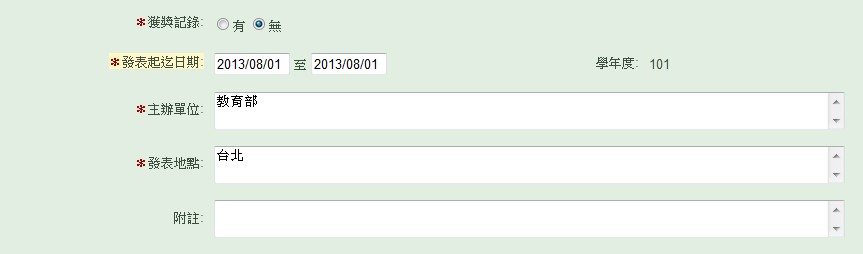 *獲獎記錄: 有 無
*發表起迄日期: 2013/08/01 至 2013/08/01 學年度: 101
*主辦單位: 教育部
*發表地點: 台北
附註: